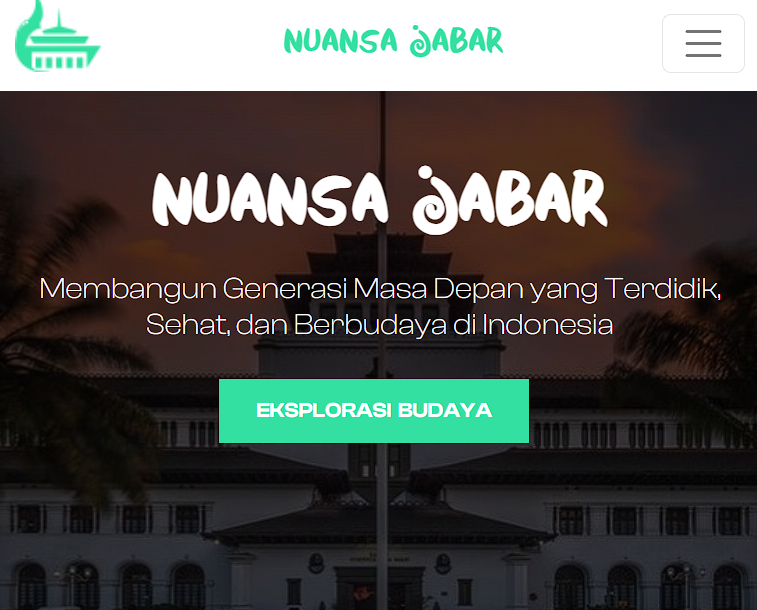 NUANSA JABAR
NUANSA JABAR
Membangun Generasi Masa Depan yang Terdidik,
Sehat, dan Berbudaya di Indonesia
EKSPLORASI BUDAYA